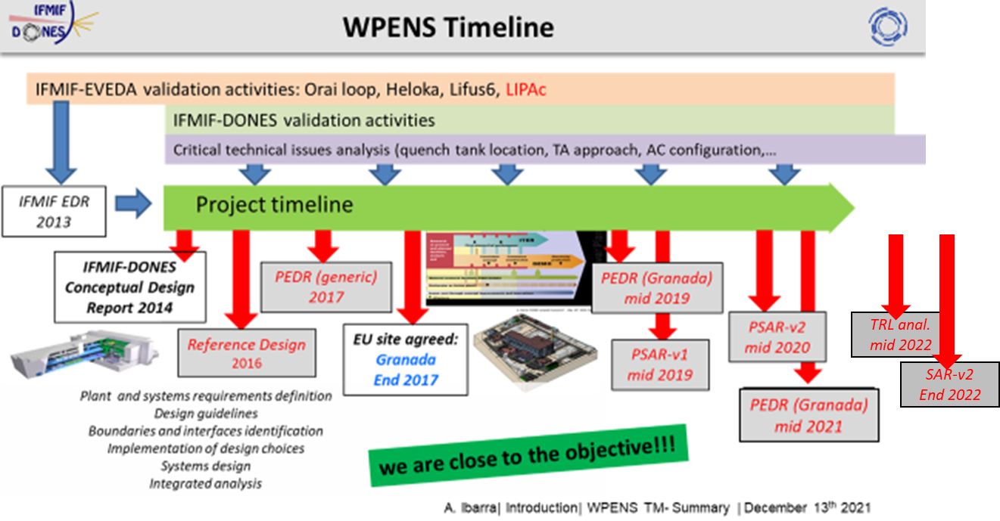 IFMIF
DONES
WPENS Timeline
IFMIF-EVEDA validation activities: Orai loop, Heloka, Lifus6, LIPAc
IFMIF-DONES validation activities
Critical technical issues analysis (quench tank location, TA approach, AC configuration,...
IFMIF EDR
2013
Project timeline
IFMIF-DONES
Conceptual Design
Report 2014
Reference Design
2016
PEDR (generic)
2017
EU site agreed:
Granada
End 2017
ITER
DEMO
PEDR (Granada)
mid 2019
PSAR-v1
mid 2019
PSAR-v2
mid 2020
PEDR (Granada)
mid 2021
TRL anal.
mid 2022
SAR-v2
End 2022
Plant and systems requirements definition
Design guidelines
Boundaries and interfaces identification
Implementation of design choices
Systems design
Integrated analysis
we are close to the objective!!!
A. Ibarra| Introduction| WPENS TM- Summary |December 13th 2021